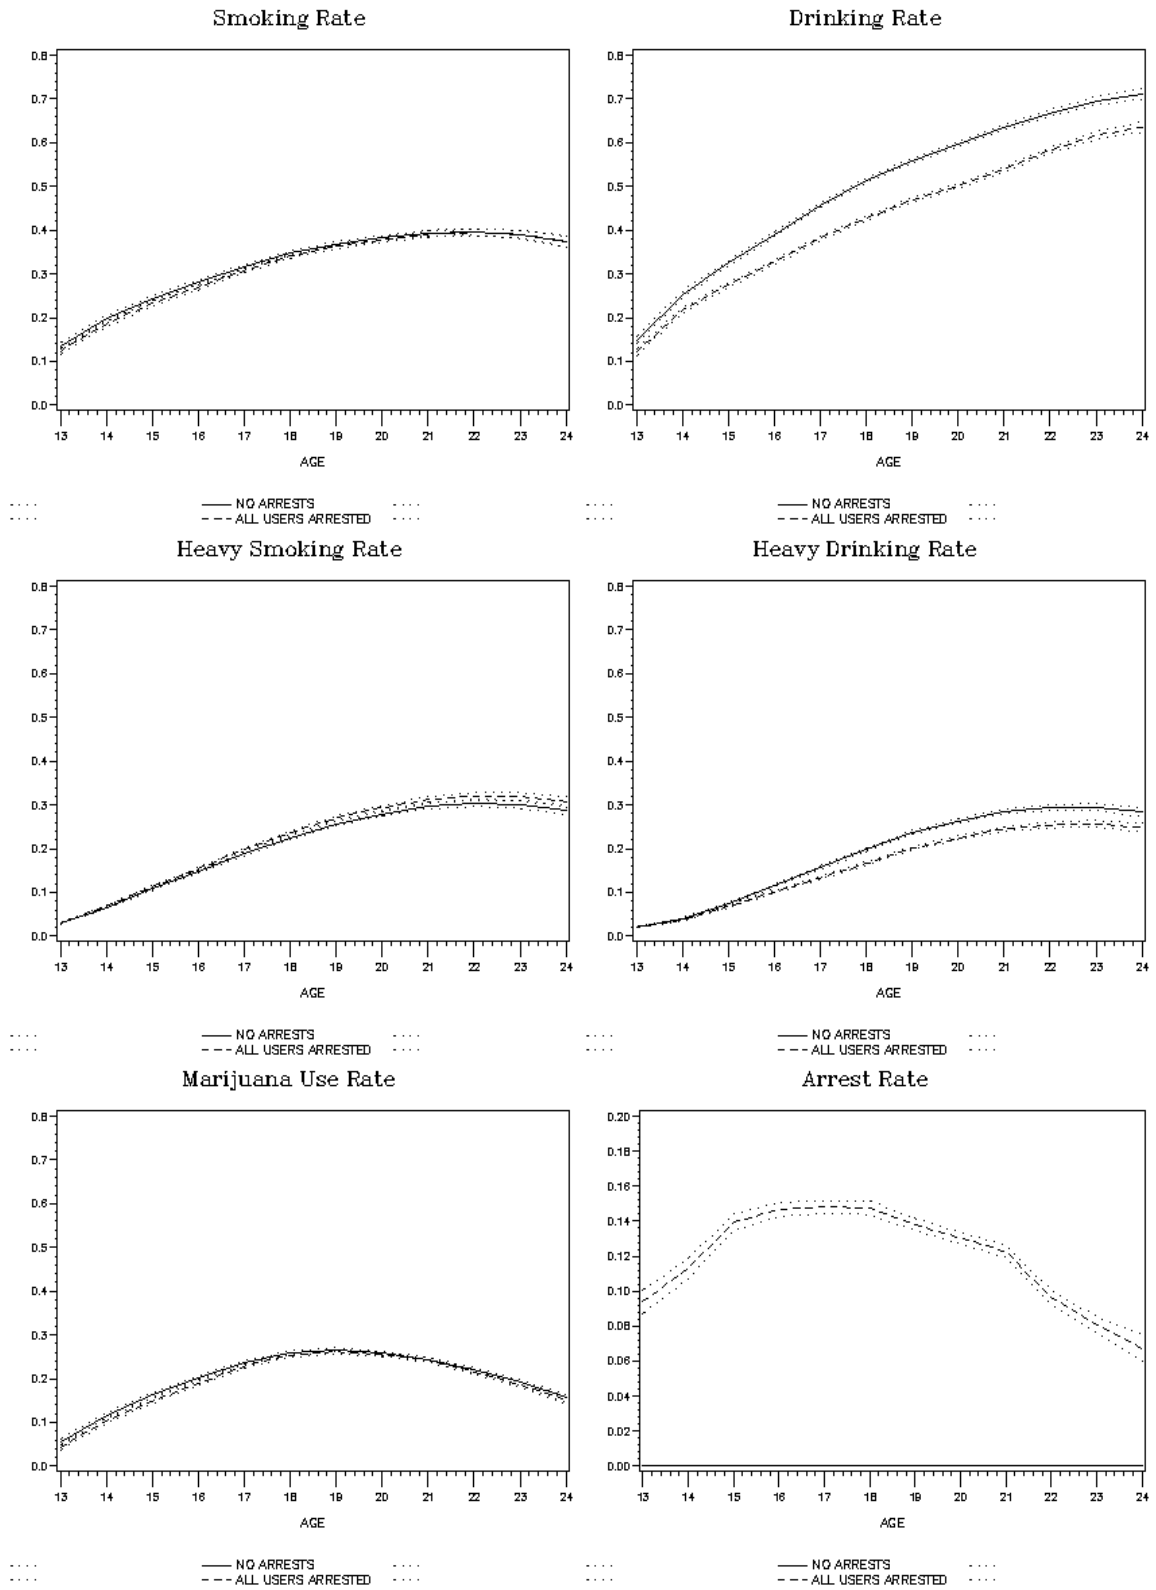 Smoking Rate
0.8
0.7
0.6
0.5
0.4
0.3
0.2
0.1
0.0
13 14 15 16 17 18 19 20 21 22 23 24
AGE
NO ARRESTS
ALL USERS ARRESTED
Drinking Rate
0.8
0.7
0.6
0.5
0.4
0.3
0.2
0.1
0.0
13 14 15 16 17 18 19 20 21 22 23 24
AGE
NO ARRESTS
ALL USERS ARRESTED
Heavy Smoking Rate
0.8
0.7
0.6
0.5
0.4
0.3
0.2
0.1
0.0
13 14 15 16 17 18 19 20 21 22 23 24
AGE
NO ARRESTS
ALL USERS ARRESTED
Heavy Drinking Rate
0.8
0.7
0.6
0.5
0.4
0.3
0.2
0.1
0.0
13 14 15 16 17 18 19 20 21 22 23 24
AGE
NO ARRESTS
ALL USERS ARRESTED
Marijuana Use Rate
0.8
0.7
0.6
0.5
0.4
0.3
0.2
0.1
0.0
13 14 15 16 17 18 19 20 21 22 23 24
AGE
NO ARRESTS
ALL USERS ARRESTED
Arrest Rate
0.20
0.18
0.16
0.14
0.12
0.10
0.08
0.06
0.04
0.02
0.00
13 14 15 16 17 18 19 20 21 22 23 24
AGE
NO ARRESTS
ALL USERS ARRESTED